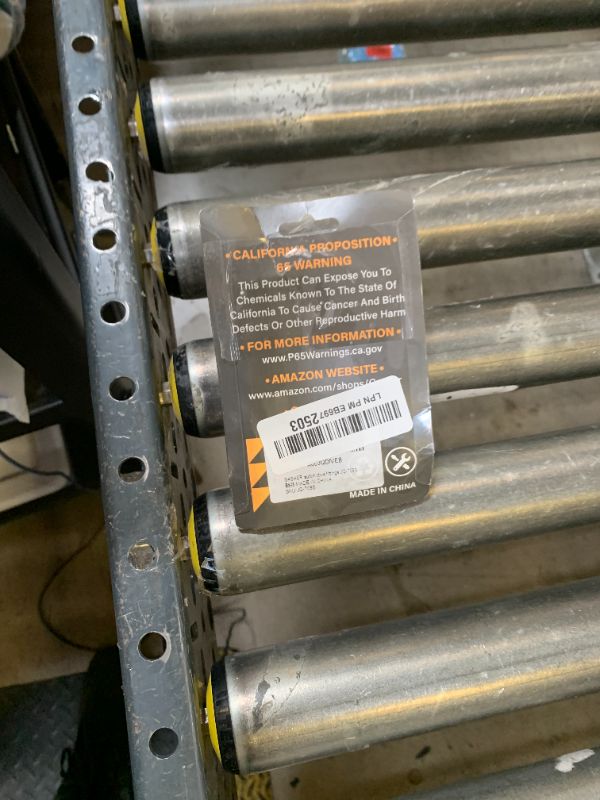 • CALIFORNIA PROPOSITION •
65 WARNING
This Product Can Expose You To
Chemicals Known To The State Of
California To Cause Cancer And Birth
Defects Or Other Reproductive Harm
• FOR MORE INFORMATION •
www.P65Warnings.ca.gov
• AMAZON WEBSITE •
www.amazon.com/shops/
LPN PM EB697 2503
MADE IN CHINA